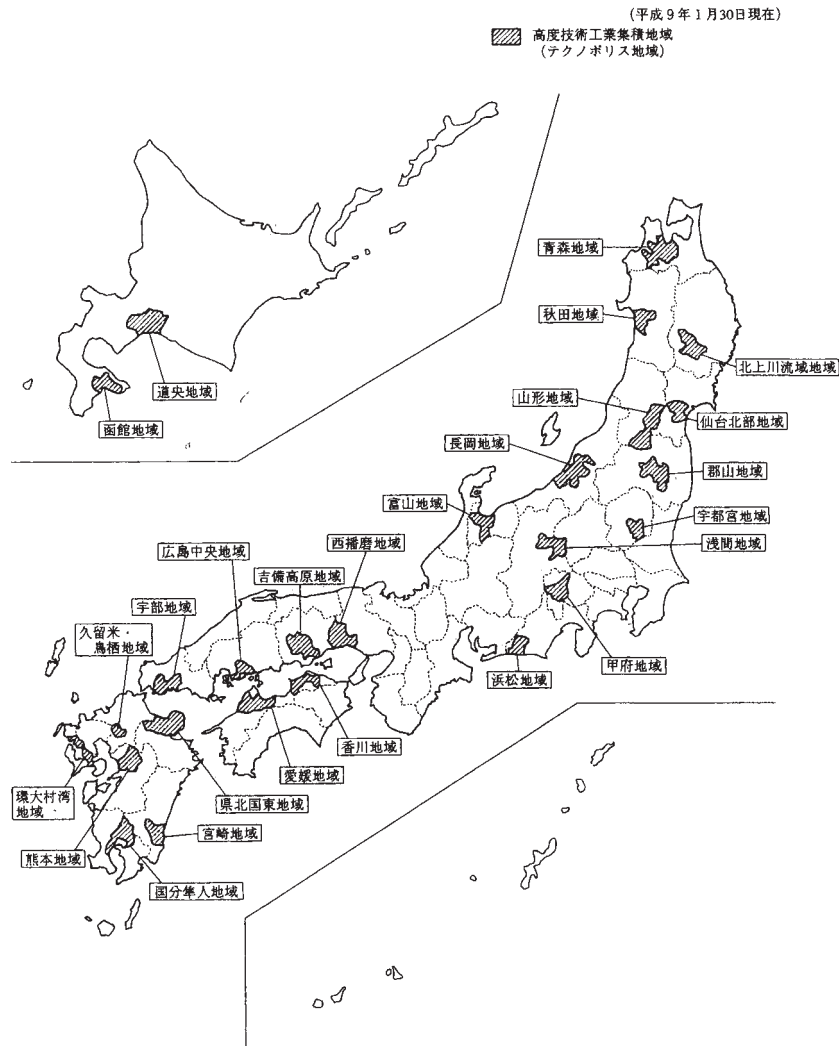 (平成9年1月30日現在)
高度技術工業集積地域
(テクノポリス地域)
青森地域
秋田地域
北上川流域地域
道央地域
函館地域
山形地域
仙台北部地域
長岡地域
郡山地域
富山地域
宇都宮地域
浅間地域
西播磨地域
広島中央地域
吉備高原地域
宇部地域
久留米・
鳥栖地域
甲府地域
浜松地域
香川地域
愛媛地域
環大村湾
地域
県北国東地域
宮崎地域
熊本地域
国分隼人地域